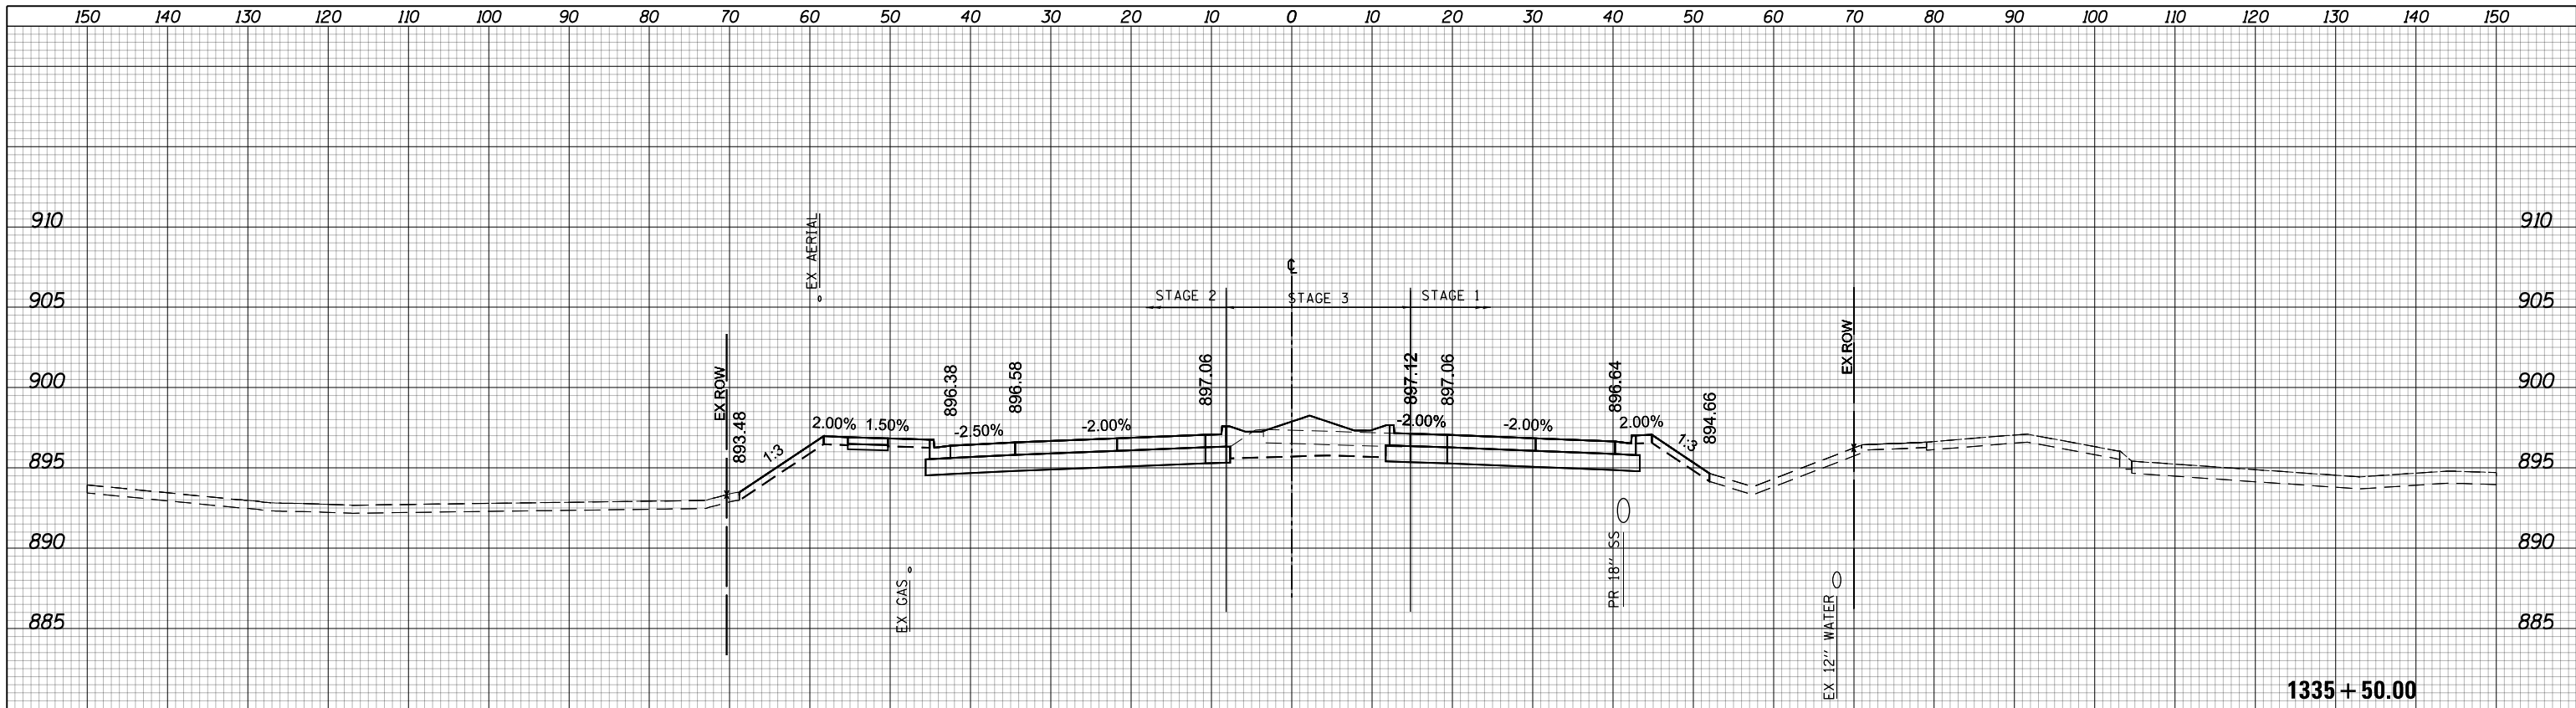 150 140 130 120 110 100 90 80 70 60 50 40 30 20 10 0 10 20 30 40 50 60 70 80 90 100 110 120 130 140 150
910 910
EX AERIAL
℄
905 905
STAGE 2 STAGE 3 STAGE 1
EX ROW
EX ROW
900 900
893.48
896.38
896.58
897.06
897.12
897.06
896.64
894.66
1:3 2.00% 1.50% -2.50% -2.00% -2.00% -2.00% 2.00% 1:3
895 895
890 890
EX GAS
PR 18" SS
EX 12" WATER
885 885
1335+50.00